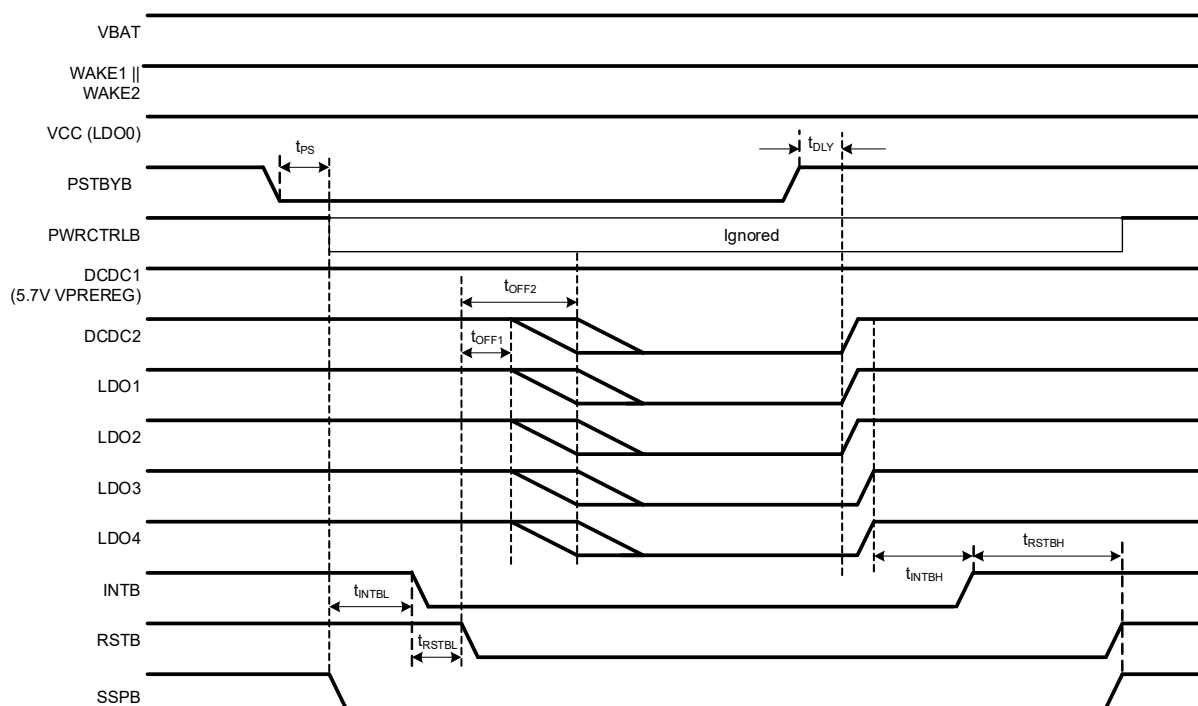 VBAT
WAKE1 ||
WAKE2
VCC (LDO0)
tPS
tDLY
PSTBYB
PWRCTRLB
Ignored
DCDC1
(5.7V VPREREG)
tOFF2
DCDC2
tOFF1
LDO1
LDO2
LDO3
LDO4
tRSTBH
tINTBH
INTB
tINTBL
RSTB
tRSTBL
SSPB